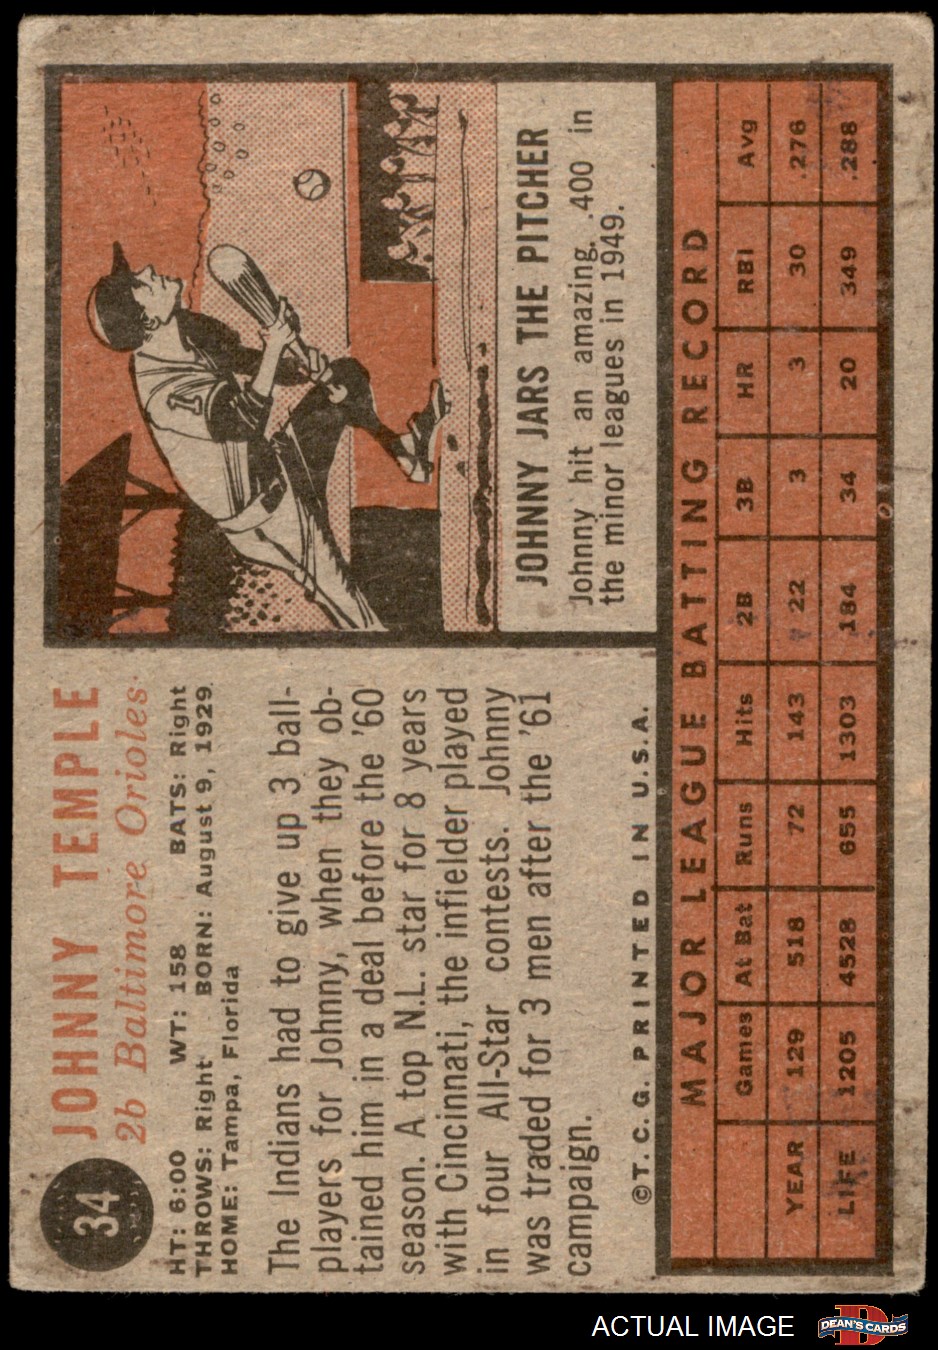 34
JOHNNY TEMPLE
2b Baltimore Orioles
HT: 6:00 WT: 158 BATS: Right
THROWS: Right BORN: August 9, 1929
HOME: Tampa, Florida
The Indians had to give up 3 ball-
players for Johnny, when they ob-
tained him in a deal before the '60
season. A top N.L. star for 8 years
with Cincinnati, the infielder played
in four All-Star contests. Johnny
was traded for 3 men after the '61
campaign.
©T. C. G. PRINTED IN U.S.A.
JOHNNY JARS THE PITCHER
Johnny hit an amazing .400 in
the minor leagues in 1949.
MAJOR LEAGUE BATTING RECORD
Games At Bat Runs Hits 2B 3B HR RBI Avg
YEAR 129 518 72 143 22 3 3 30 .276
LIFE 1205 4528 655 1303 184 34 20 349 .288
ACTUAL IMAGE
DEAN'S CARDS